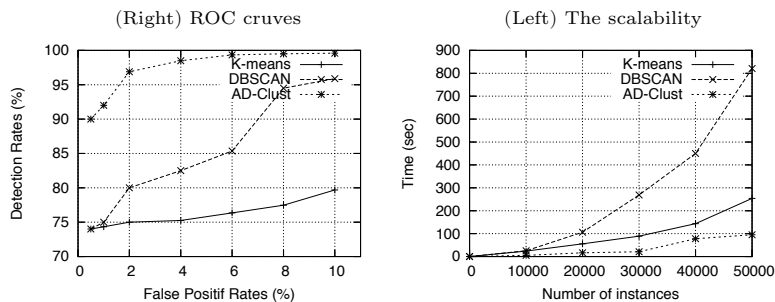 (Right) ROC cruves
100
95
90
85
80
75
70
0 2 4 6 8 10
Detection Rates (%)
False Positif Rates (%)
K-means
DBSCAN
AD-Clust
(Left) The scalability
900
800
700
600
500
400
300
200
100
0
0 10000 20000 30000 40000 50000
Time (sec)
Number of instances
K-means
DBSCAN
AD-Clust